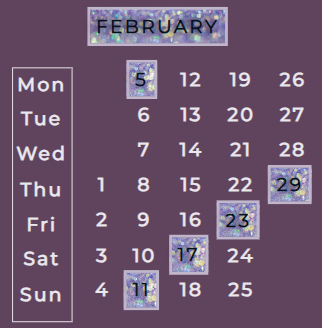 FEBRUARY
Mon 5 12 19 26
Tue 6 13 20 27
Wed 7 14 21 28
Thu 1 8 15 22 29
Fri 2 9 16 23
Sat 3 10 17 24
Sun 4 11 18 25